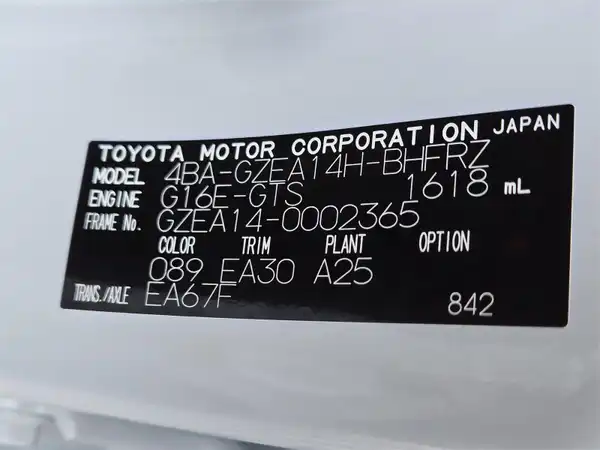 TOYOTA MOTOR CORPORATION JAPAN
MODEL 4BA-GZEA14H-BHFRZ
ENGINE G16E-GTS 1618 mL
FRAME No. GZEA14-0002365
COLOR TRIM PLANT OPTION
089 EA30 A25
TRANS./AXLE EA67F 842